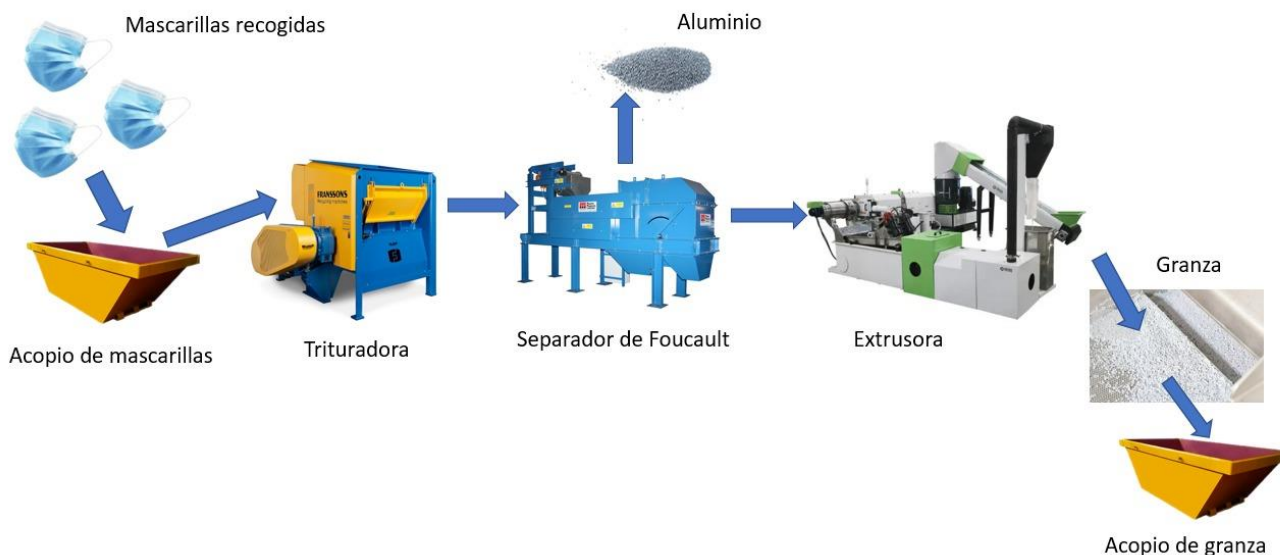 Mascarillas recogidas
Aluminio
FRANSSONS
Granza
Acopio de mascarillas
Trituradora
Separador de Foucault
Extrusora
Acopio de granza